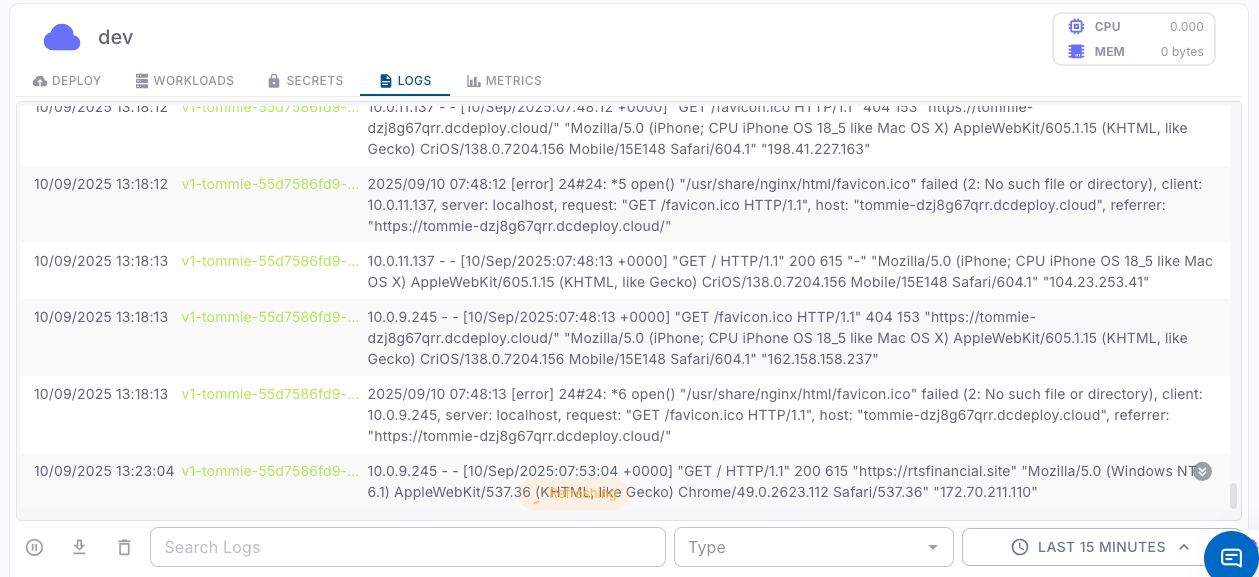 dev
CPU 0.000
MEM 0 bytes
DEPLOY WORKLOADS SECRETS LOGS METRICS
10/09/2025 13:18:12 v1-tommie-55d7586fd9-... 10.0.11.137 - - [10/Sep/2025:07:48:12 +0000] "GET /favicon.ico HTTP/1.1" 404 153 "https://tommie-
dzj8g67qrr.dcdeploy.cloud/" "Mozilla/5.0 (iPhone; CPU iPhone OS 18_5 like Mac OS X) AppleWebKit/605.1.15 (KHTML, like
Gecko) CriOS/138.0.7204.156 Mobile/15E148 Safari/604.1" "198.41.227.163"
10/09/2025 13:18:12 v1-tommie-55d7586fd9-... 2025/09/10 07:48:12 [error] 24#24: *5 open() "/usr/share/nginx/html/favicon.ico" failed (2: No such file or directory), client:
10.0.11.137, server: localhost, request: "GET /favicon.ico HTTP/1.1", host: "tommie-dzj8g67qrr.dcdeploy.cloud", referrer:
"https://tommie-dzj8g67qrr.dcdeploy.cloud/"
10/09/2025 13:18:13 v1-tommie-55d7586fd9-... 10.0.11.137 - - [10/Sep/2025:07:48:13 +0000] "GET / HTTP/1.1" 200 615 "-" "Mozilla/5.0 (iPhone; CPU iPhone OS 18_5 like Mac
OS X) AppleWebKit/605.1.15 (KHTML, like Gecko) CriOS/138.0.7204.156 Mobile/15E148 Safari/604.1" "104.23.253.41"
10/09/2025 13:18:13 v1-tommie-55d7586fd9-... 10.0.9.245 - - [10/Sep/2025:07:48:13 +0000] "GET /favicon.ico HTTP/1.1" 404 153 "https://tommie-
dzj8g67qrr.dcdeploy.cloud/" "Mozilla/5.0 (iPhone; CPU iPhone OS 18_5 like Mac OS X) AppleWebKit/605.1.15 (KHTML, like
Gecko) CriOS/138.0.7204.156 Mobile/15E148 Safari/604.1" "162.158.158.237"
10/09/2025 13:18:13 v1-tommie-55d7586fd9-... 2025/09/10 07:48:13 [error] 24#24: *6 open() "/usr/share/nginx/html/favicon.ico" failed (2: No such file or directory), client:
10.0.9.245, server: localhost, request: "GET /favicon.ico HTTP/1.1", host: "tommie-dzj8g67qrr.dcdeploy.cloud", referrer:
"https://tommie-dzj8g67qrr.dcdeploy.cloud/"
10/09/2025 13:23:04 v1-tommie-55d7586fd9-... 10.0.9.245 - - [10/Sep/2025:07:53:04 +0000] "GET / HTTP/1.1" 200 615 "https://rtsfinancial.site" "Mozilla/5.0 (Windows NT
6.1) AppleWebKit/537.36 (KHTML, like Gecko) Chrome/49.0.2623.112 Safari/537.36" "172.70.211.110"
Search Logs Type LAST 15 MINUTES